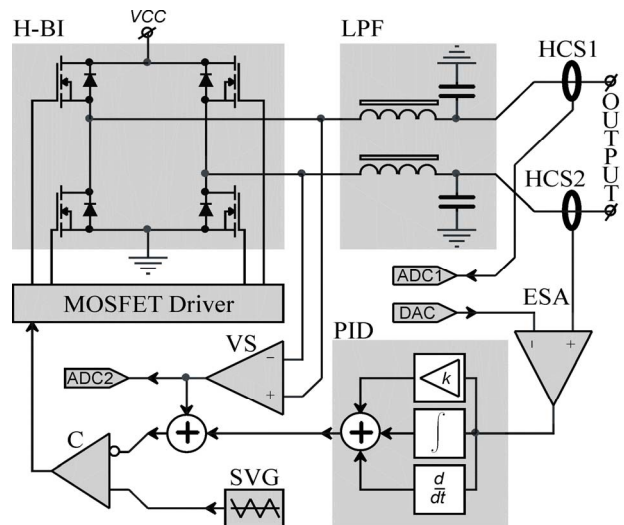 H-BI
VCC
LPF
HCS1
OUTPUT
HCS2
ADC1
ESA
MOSFET Driver
DAC
VS
PID
- +
-
ADC2
k
+
C
+
+
∫
SVG
d/dt